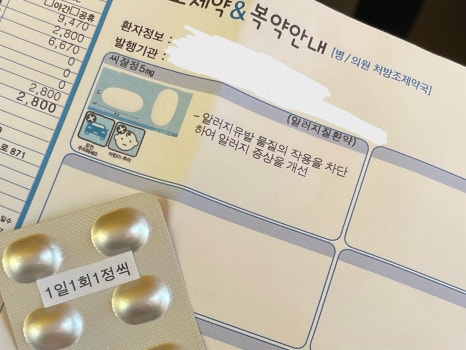 조제약&복약안내 [병/의원 처방조제약국]
환자정보 :
발행기관 :
씨잘정5mg
(알러지질환약)
- 알러지유발 물질의 작용을 차단
하여 알러지 증상을 개선
9,470
2,800
6,670
0
0
0
2,800
2,800
로 871
1일1회1정씩